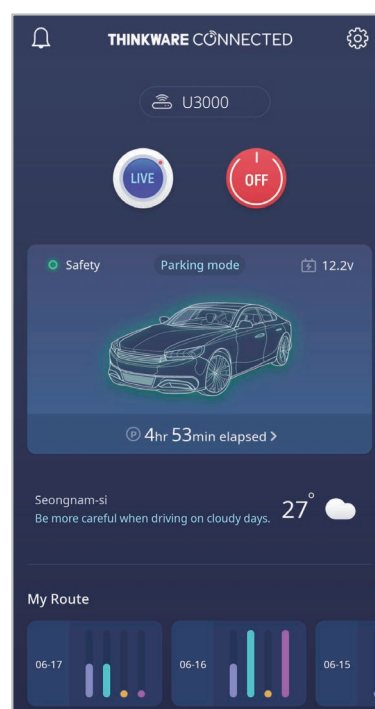 THINKWARE CONNECTED
U3000
LIVE
OFF
Safety
Parking mode
12.2v
P 4hr 53min elapsed >
Seongnam-si
Be more careful when driving on cloudy days.
27°
My Route
06-17
06-16
06-15